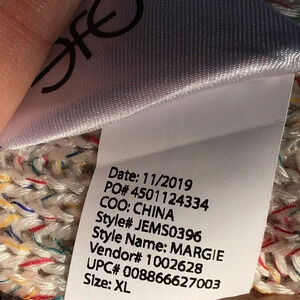 Date: 11/2019
PO# 4501124334
COO: CHINA
Style# JEMS0396
Style Name: MARGIE
Vendor# 1002628
UPC# 008866627003
Size: XL